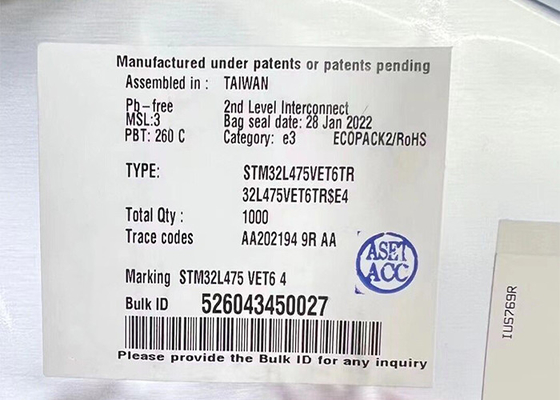 Manufactured under patents or patents pending
Assembled in : TAIWAN
Pb-free 2nd Level Interconnect
MSL:3 Bag seal date: 28 Jan 2022
PBT: 260 C Category: e3 ECOPACK2/RoHS
TYPE: STM32L475VET6TR
32L475VET6TR$E4
Total Qty : 1000
Trace codes AA202194 9R AA
ASET
ACC
Marking STM32L475 VET6 4
Bulk ID 526043450027
Please provide the Bulk ID for any inquiry
IUS769R